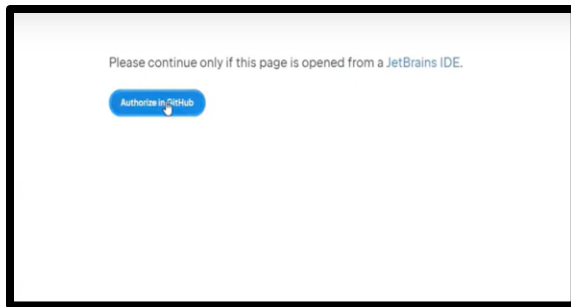 Please continue only if this page is opened from a JetBrains IDE.
Authorize in GitHub